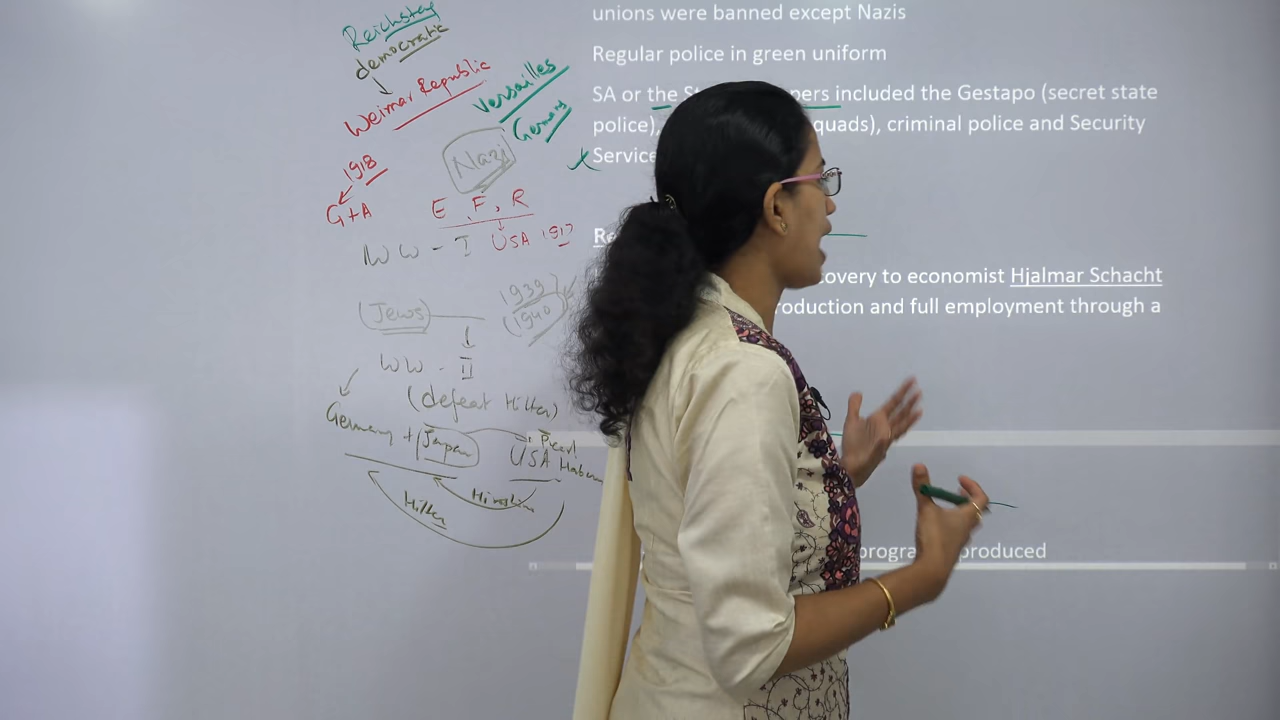 Reichstag
democratic
Weimar Republic
Versailles
Germany
1918
G+A
Nazi
E, F, R
WW - I USA 1917
(Jews)
1939
(1940)
WW - II
(defeat Hitler)
Germany + Japan
USA
Pearl
Hitler
unions were banned except Nazis
Regular police in green uniform
SA or the St pers included the Gestapo (secret state
police), quads), criminal police and Security
Service
Re
overy to economist Hjalmar Schacht
roduction and full employment through a
progra produced